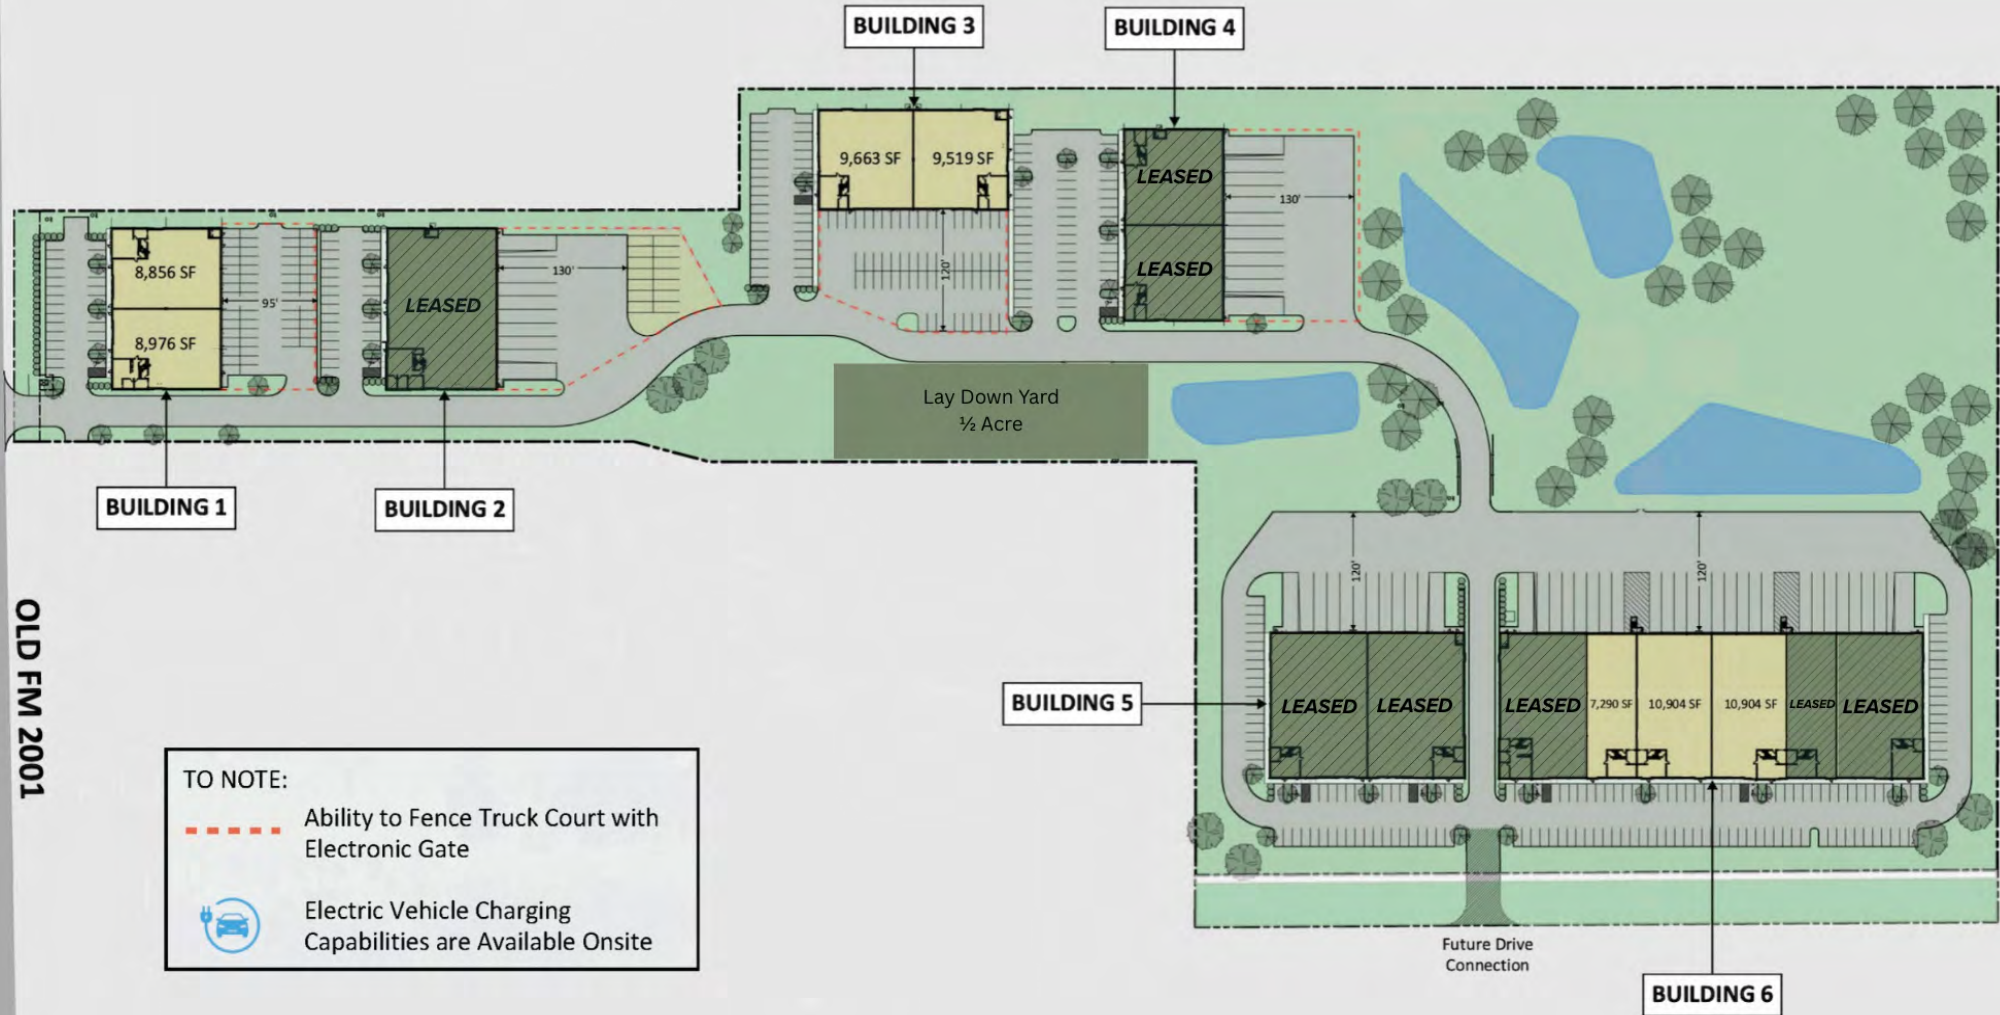 BUILDING 3
BUILDING 4
9,663 SF
9,519 SF
LEASED
130'
120'
LEASED
8,856 SF
8,976 SF
95'
LEASED
130'
Lay Down Yard
½ Acre
BUILDING 1
BUILDING 2
OLD FM 2001
120'
120'
BUILDING 5
LEASED
LEASED
LEASED
7,290 SF
10,904 SF
10,904 SF
LEASED
LEASED
TO NOTE:
Ability to Fence Truck Court with
Electronic Gate
Electric Vehicle Charging
Capabilities are Available Onsite
Future Drive
Connection
BUILDING 6